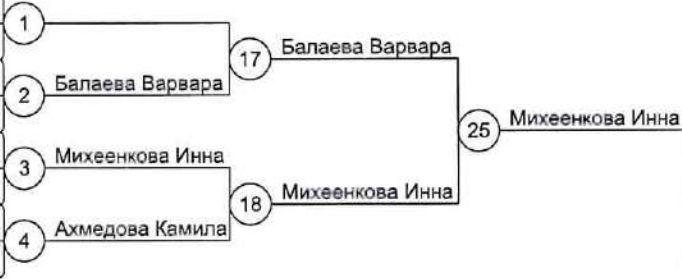 1
17
Балаева Варвара
2
Балаева Варвара
25
Михеенкова Инна
3
Михеенкова Инна
18
Михеенкова Инна
4
Ахмедова Камила